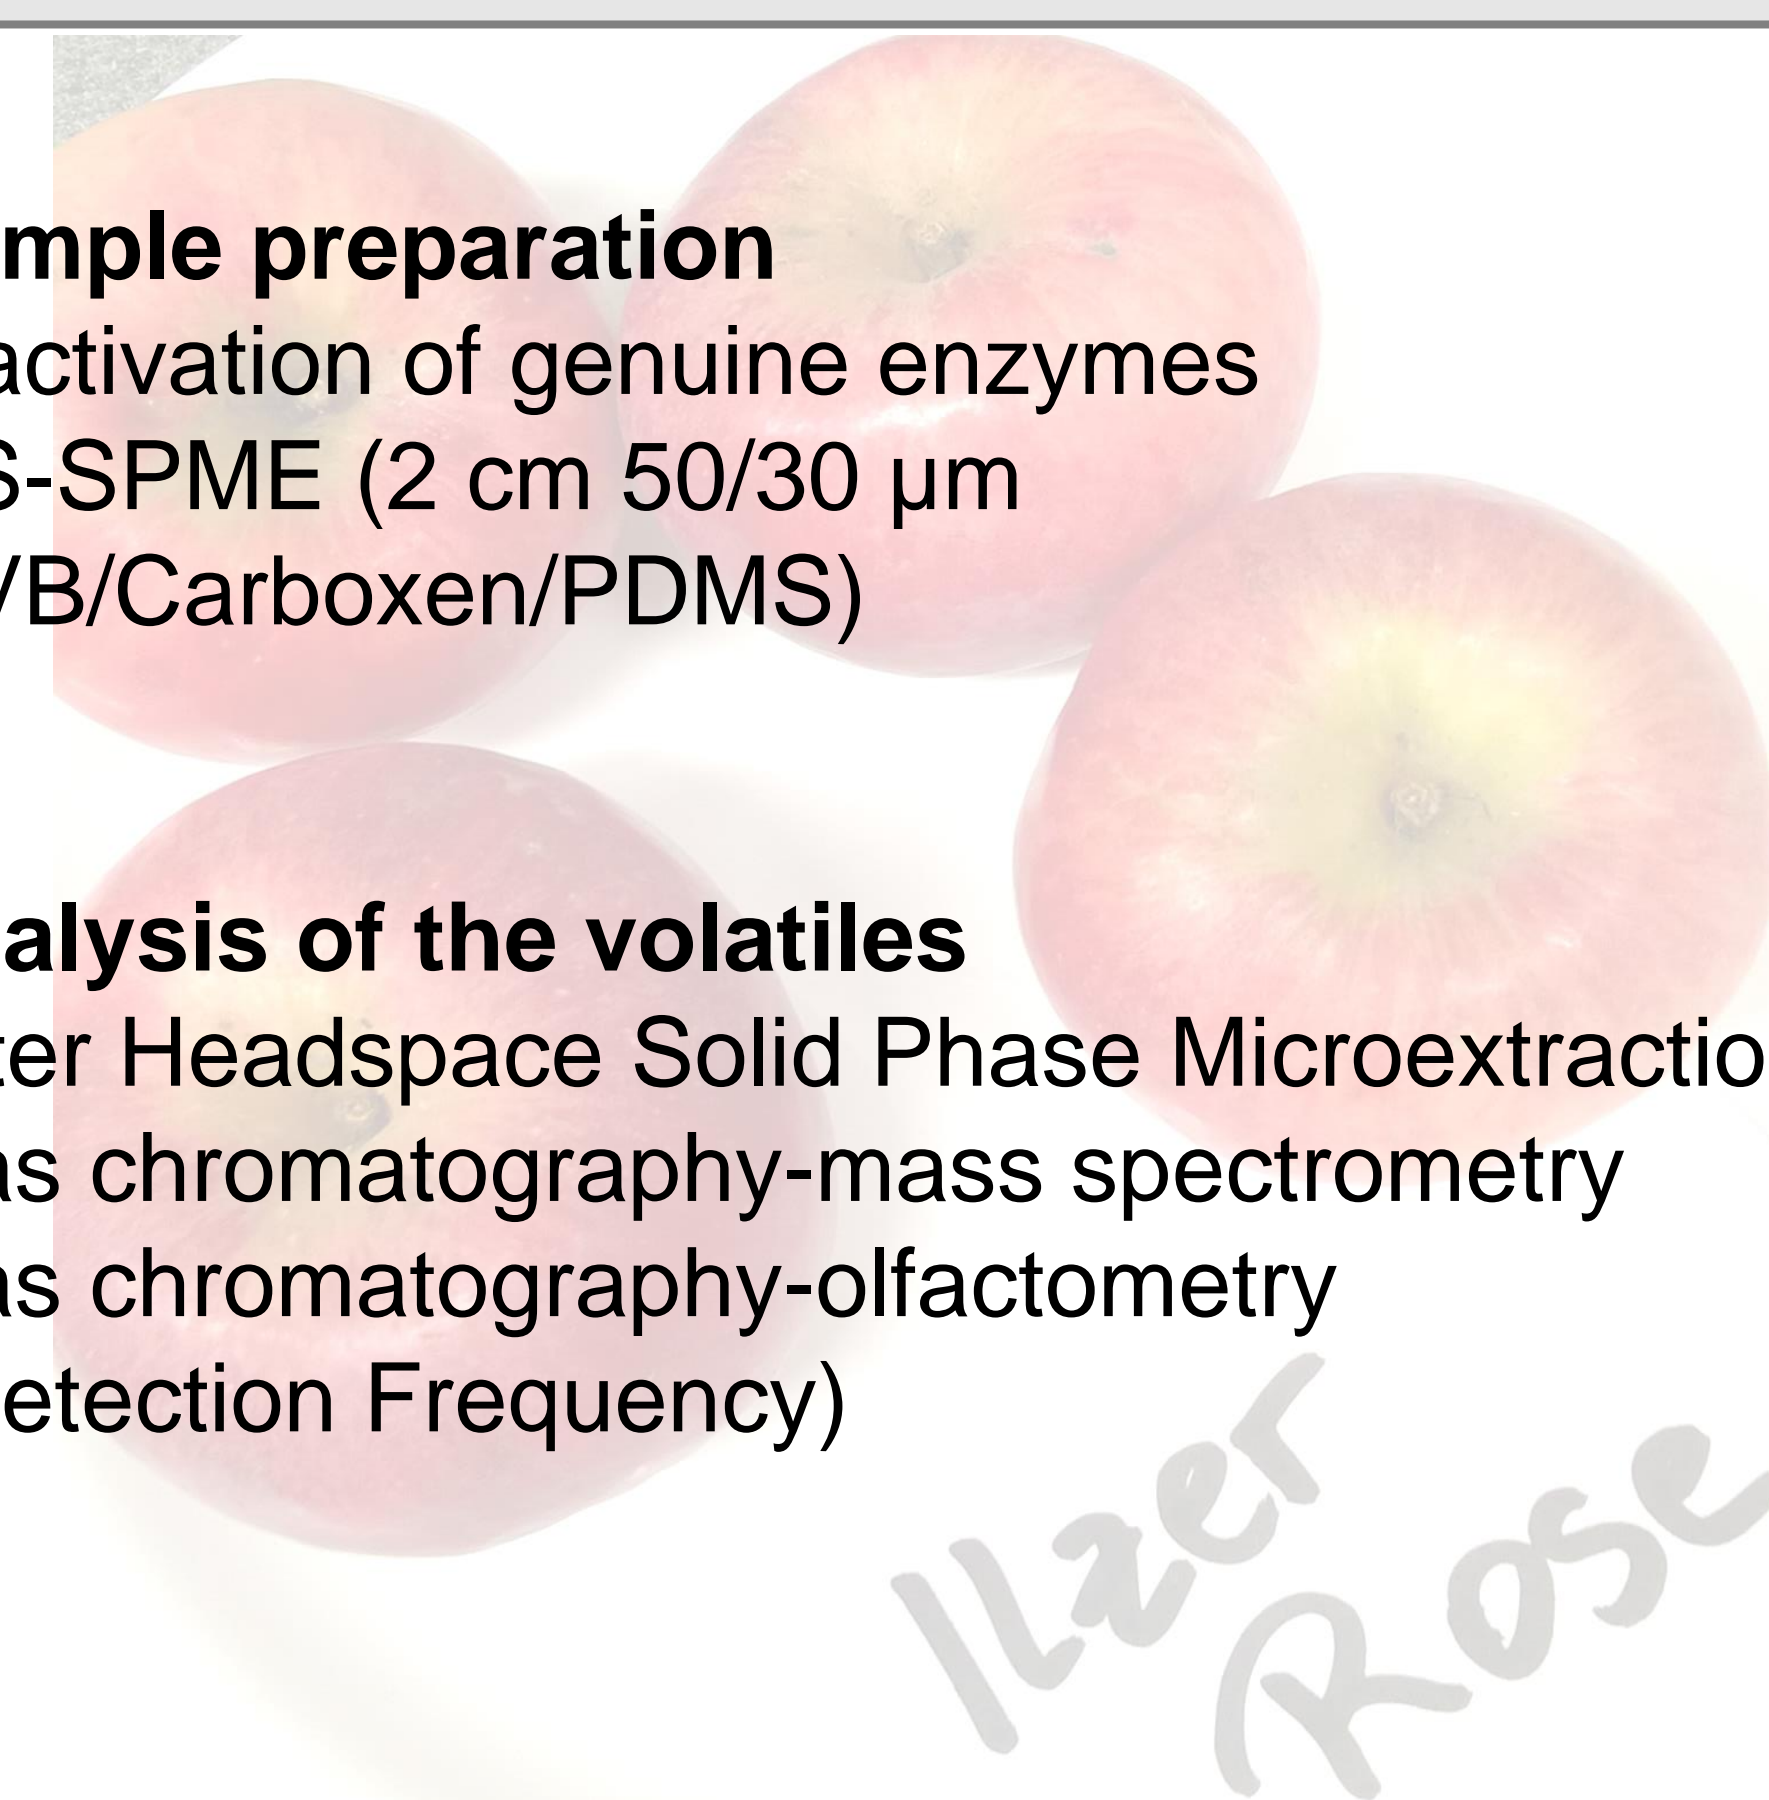 mple preparation
activation of genuine enzymes
S-SPME (2 cm 50/30 µm
VB/Carboxen/PDMS)
alysis of the volatiles
ter Headspace Solid Phase Microextractio
as chromatography-mass spectrometry
as chromatography-olfactometry
etection Frequency)
Ilzer
Rose